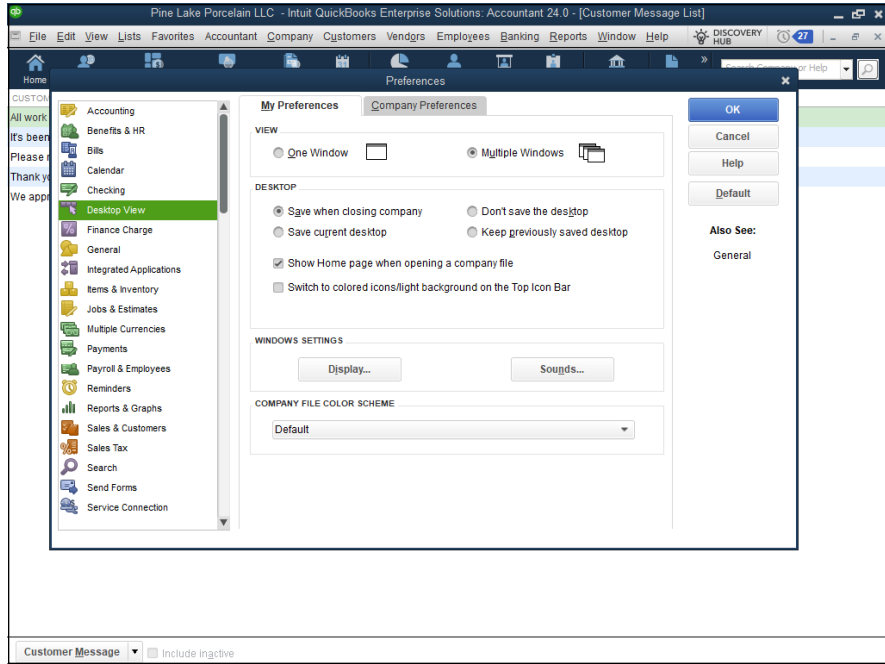 qb Pine Lake Porcelain LLC - Intuit QuickBooks Enterprise Solutions: Accountant 24.0 - [Customer Message List]
File Edit View Lists Favorites Accountant Company Customers Vendors Employees Banking Reports Window Help DISCOVERY HUB 27
Home » Search Company or Help
Preferences
CUSTOM
All work
It's been
Please r
Thank yo
We appr
Accounting
Benefits & HR
Bills
Calendar
Checking
Desktop View
Finance Charge
General
Integrated Applications
Items & Inventory
Jobs & Estimates
Multiple Currencies
Payments
Payroll & Employees
Reminders
Reports & Graphs
Sales & Customers
Sales Tax
Search
Send Forms
Service Connection
My Preferences Company Preferences
VIEW
One Window Multiple Windows
DESKTOP
Save when closing company Don't save the desktop
Save current desktop Keep previously saved desktop
Show Home page when opening a company file
Switch to colored icons/light background on the Top Icon Bar
WINDOWS SETTINGS
Display... Sounds...
COMPANY FILE COLOR SCHEME
Default
OK
Cancel
Help
Default
Also See:
General
Customer Message Include inactive